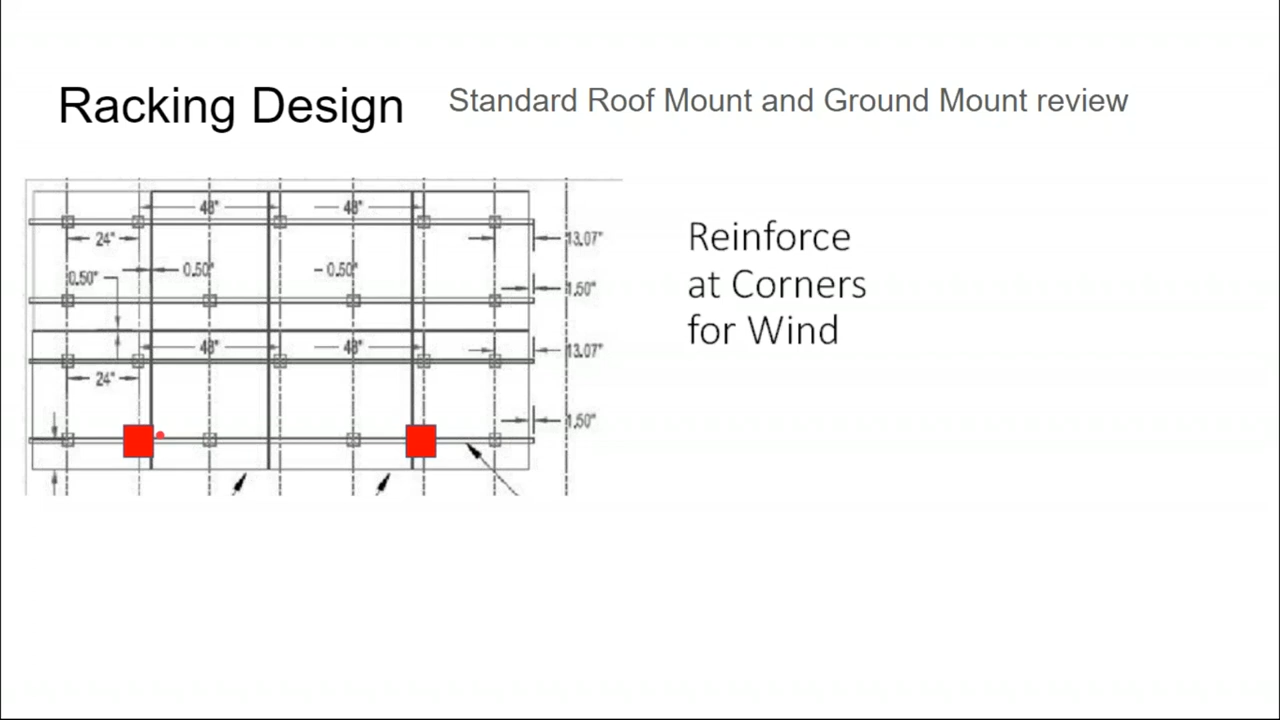 Racking Design
Standard Roof Mount and Ground Mount review
48" 48"
24" 13.07"
0.50" 0.50" 0.50"
1.50"
48" 48"
13.07"
24"
1.50"
Reinforce
at Corners
for Wind